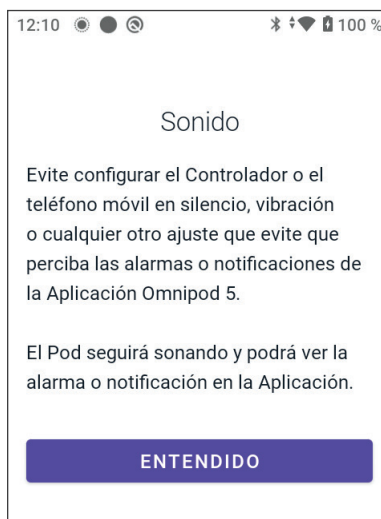 12:10 100 %
Sonido
Evite configurar el Controlador o el
teléfono móvil en silencio, vibración
o cualquier otro ajuste que evite que
perciba las alarmas o notificaciones de
la Aplicación Omnipod 5.
El Pod seguirá sonando y podrá ver la
alarma o notificación en la Aplicación.
ENTENDIDO